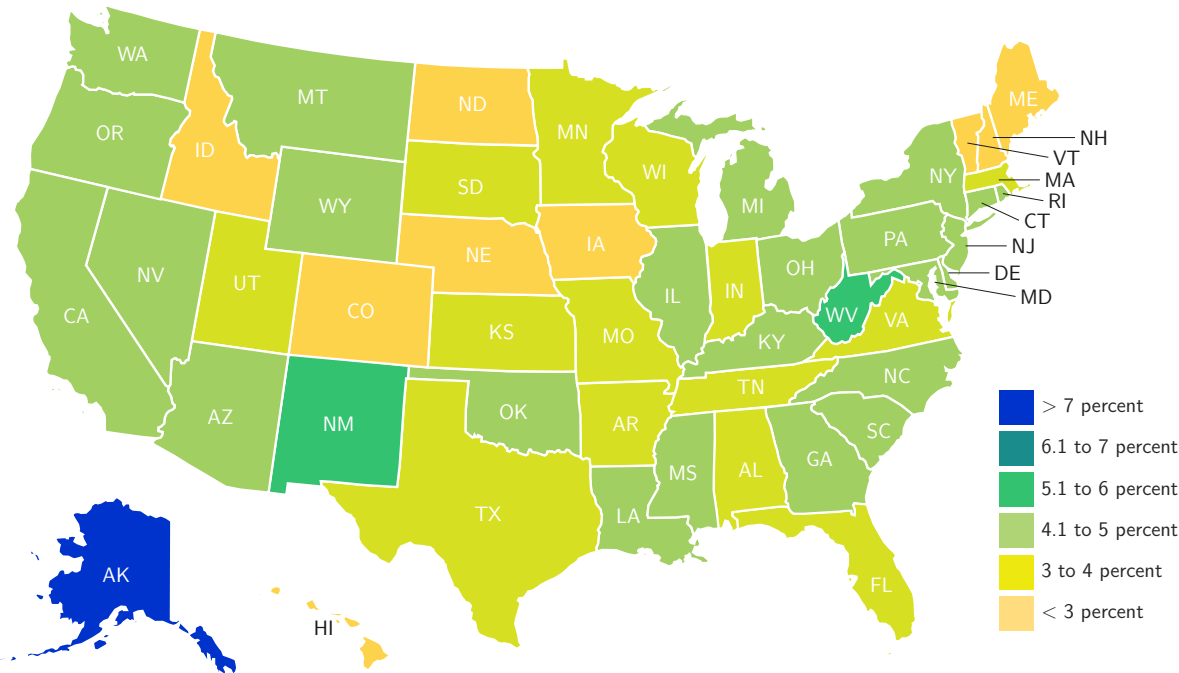 WA
MT
ND
MN
ME
OR
ID
NH
VT
WI
MA
SD
NY
RI
WY
MI
CT
IA
PA
NJ
NE
OH
NV
DE
UT
IN
IL
MD
CO
CA
WV
VA
KS
MO
KY
NC
TN
OK
AZ
NM
AR
SC
GA
AL
MS
TX
LA
AK
FL
HI
> 7 percent
6.1 to 7 percent
5.1 to 6 percent
4.1 to 5 percent
3 to 4 percent
< 3 percent